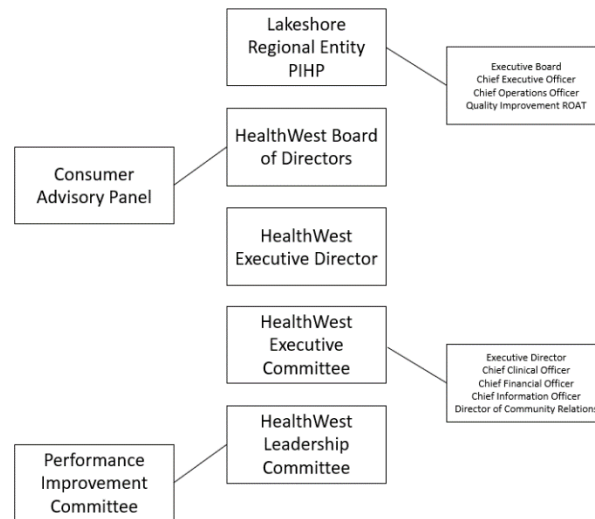 Lakeshore
Regional Entity
PIHP
Executive Board
Chief Executive Officer
Chief Operations Officer
Quality Improvement ROAT
HealthWest Board
of Directors
Consumer
Advisory Panel
HealthWest
Executive Director
HealthWest
Executive
Committee
Executive Director
Chief Clinical Officer
Chief Financial Officer
Chief Information Officer
Director of Community Relations
HealthWest
Leadership
Committee
Performance
Improvement
Committee